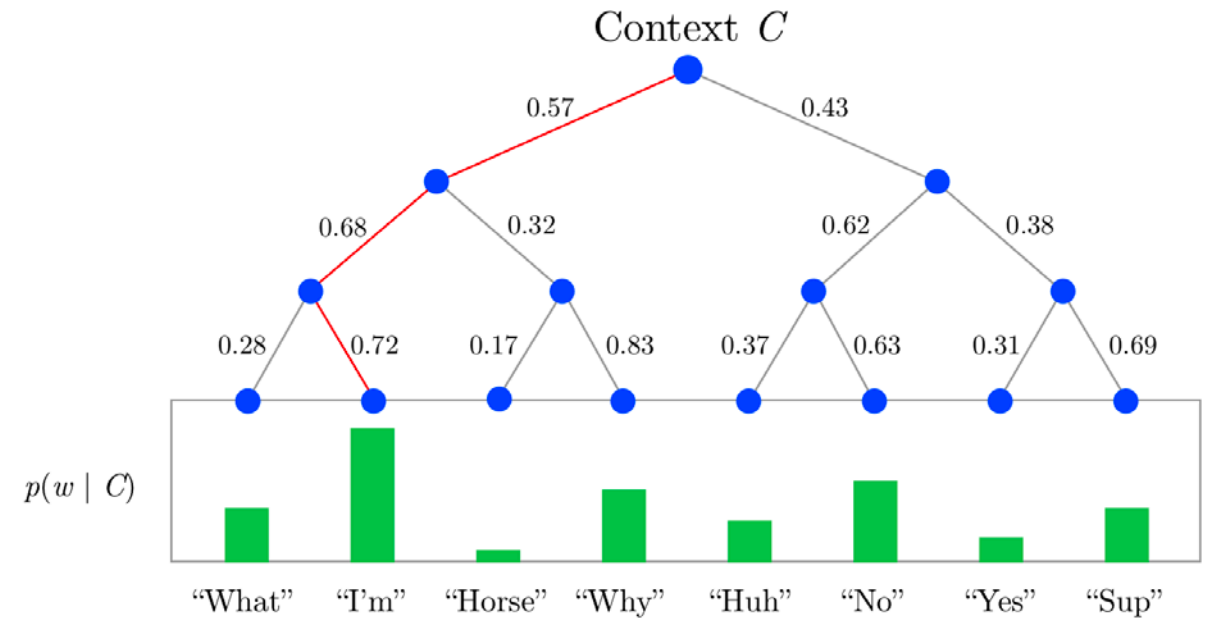 Context C
0.57 0.43
0.68 0.32 0.62 0.38
0.28 0.72 0.17 0.83 0.37 0.63 0.31 0.69
p(w | C)
“What” “I’m” “Horse” “Why” “Huh” “No” “Yes” “Sup”